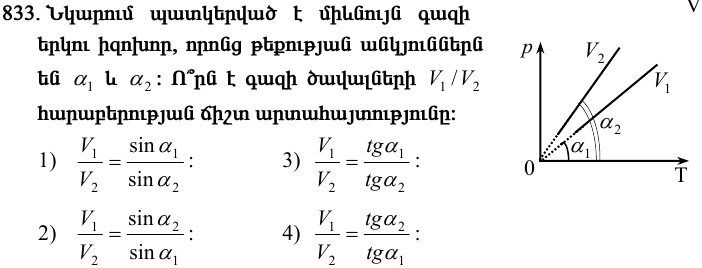 V
833. Նկարում պատկերված է միևնույն գազի
երկու իզոխոր, որոնց թեքության անկյուններն
են α₁ և α₂: Ո՞րն է գազի ծավալների V₁/V₂
հարաբերության ճիշտ արտահայտությունը:
1) V₁/V₂ = sin α₁/sin α₂ :
3) V₁/V₂ = tgα₁/tgα₂ :
2) V₁/V₂ = sin α₂/sin α₁ :
4) V₁/V₂ = tgα₂/tgα₁ :
p
V₂
V₁
α₂
α₁
0
T